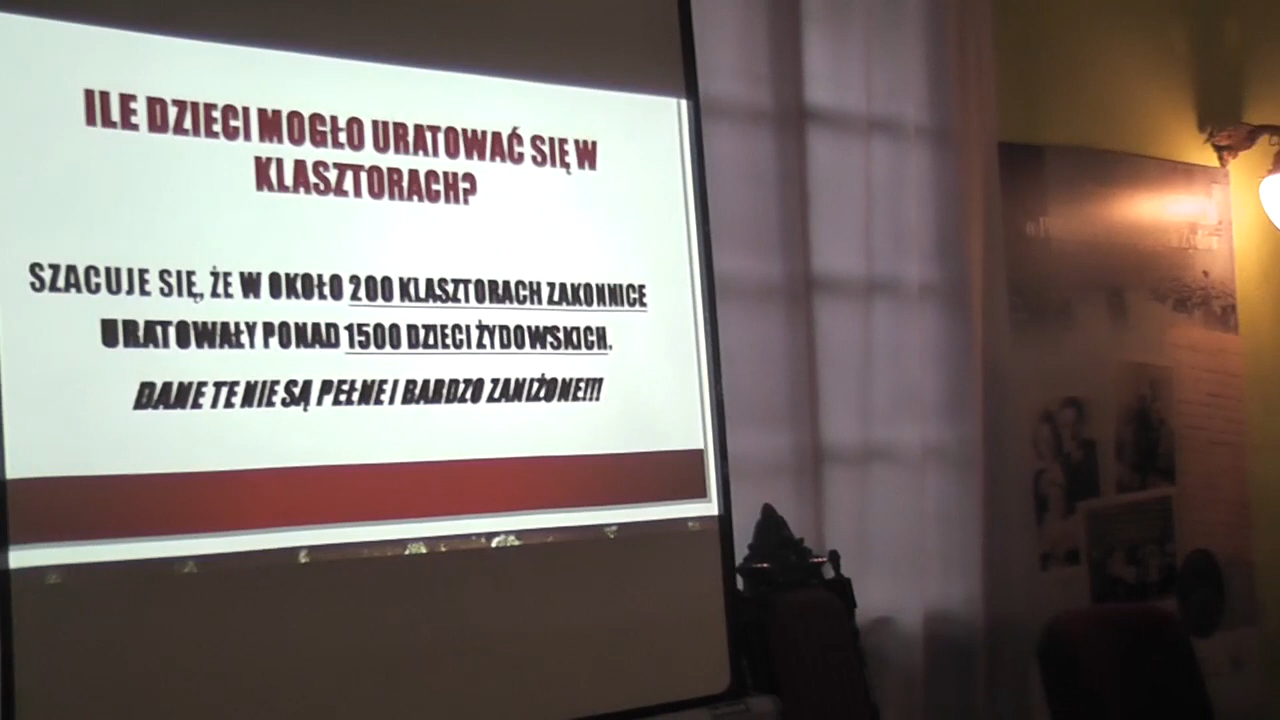 ILE DZIECI MOGŁO URATOWAĆ SIĘ W
KLASZTORACH?
SZACUJE SIĘ, ŻE W OKOŁO 200 KLASZTORACH ZAKONNICE
URATOWAŁY PONAD 1500 DZIECI ŻYDOWSKICH.
DANE TE NIE SĄ PEŁNE I BARDZO ZANIŻONE!!!